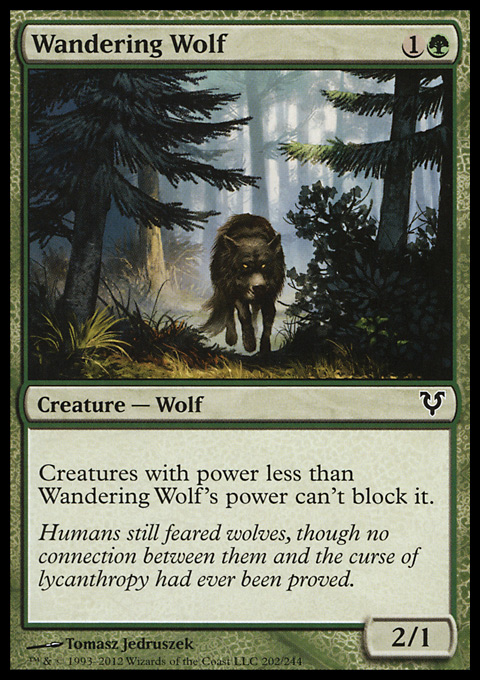 Wandering Wolf 1
Creature — Wolf
Creatures with power less than
Wandering Wolf's power can't block it.
Humans still feared wolves, though no
connection between them and the curse of
lycanthropy had ever been proved.
Tomasz Jedruszek
2/1
™ & © 1993–2012 Wizards of the Coast LLC 202/244